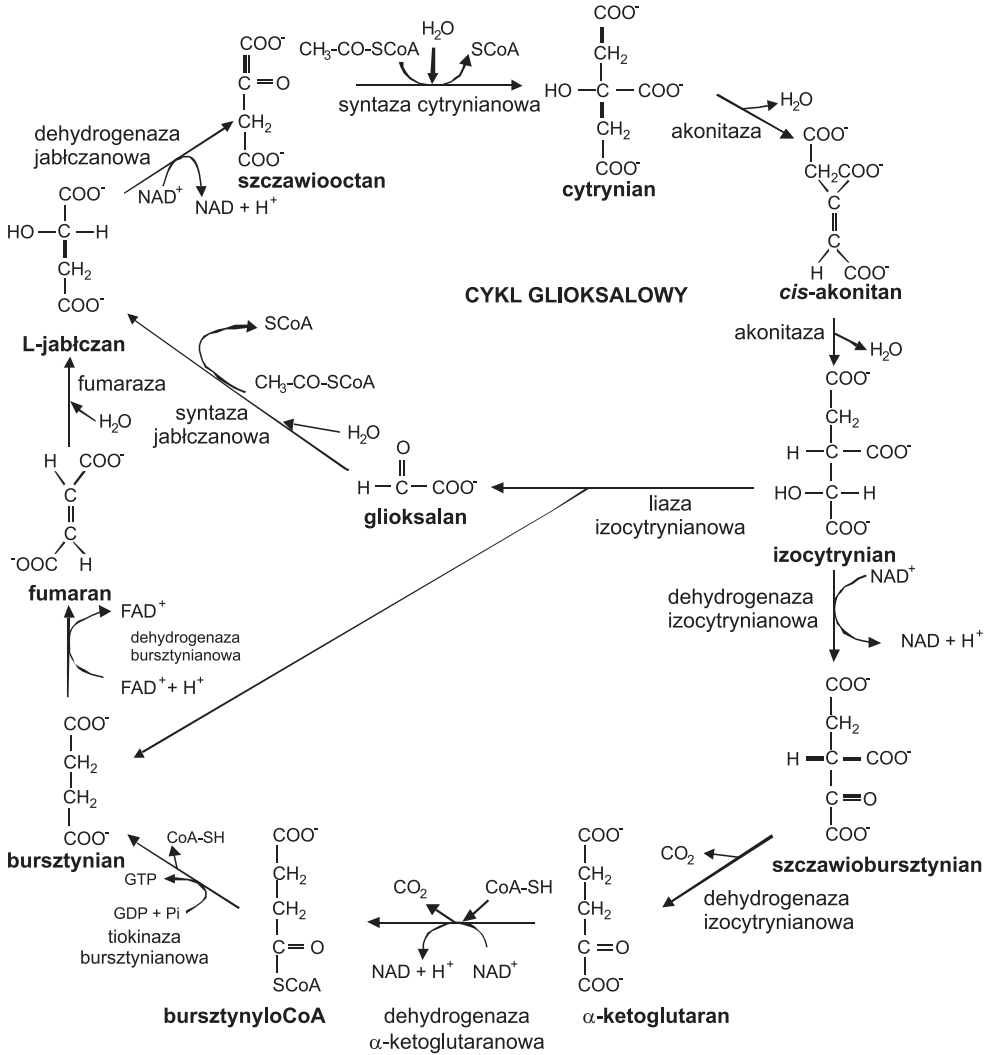 COO⁻
C=O
CH₂
COO⁻
szczawiooctan
CH₃-CO-SCoA
H₂O
SCoA
syntaza cytrynianowa
COO⁻
CH₂
HO–C–COO⁻
CH₂
COO⁻
cytrynian
H₂O
akonitaza
COO⁻
CH₂
COO⁻
C
C
H
COO⁻
cis-akonitan
dehydrogenaza
jabłczanowa
NAD⁺
NAD + H⁺
COO⁻
HO–C–H
CH₂
COO⁻
L-jabłczan
CYKL GLIOKSALOWY
akonitaza
H₂O
SCoA
CH₃-CO-SCoA
syntaza
jabłczanowa
H₂O
fumaraza
H₂O
COO⁻
CH₂
H–C–COO⁻
HO–C–H
COO⁻
izocytrynian
O
H–C–COO⁻
glioksalan
liaza
izocytrynianowa
H
COO⁻
C
C
⁻OOC
H
fumaran
NAD⁺
dehydrogenaza
izocytrynianowa
NAD + H⁺
FAD⁺
dehydrogenaza
bursztynianowa
FAD⁺ + H⁺
COO⁻
CH₂
CH₂
COO⁻
bursztynian
COO⁻
CH₂
H–C–COO⁻
C=O
COO⁻
szczawiobursztynian
CO₂
dehydrogenaza
izocytrynianowa
CoA-SH
GTP
GDP + Pi
tiokinaza
bursztynianowa
COO⁻
CH₂
CH₂
C=O
SCoA
bursztynyloCoA
CO₂
CoA-SH
NAD + H⁺
NAD⁺
dehydrogenaza
α-ketoglutaranowa
COO⁻
CH₂
CH₂
C=O
COO⁻
α-ketoglutaran